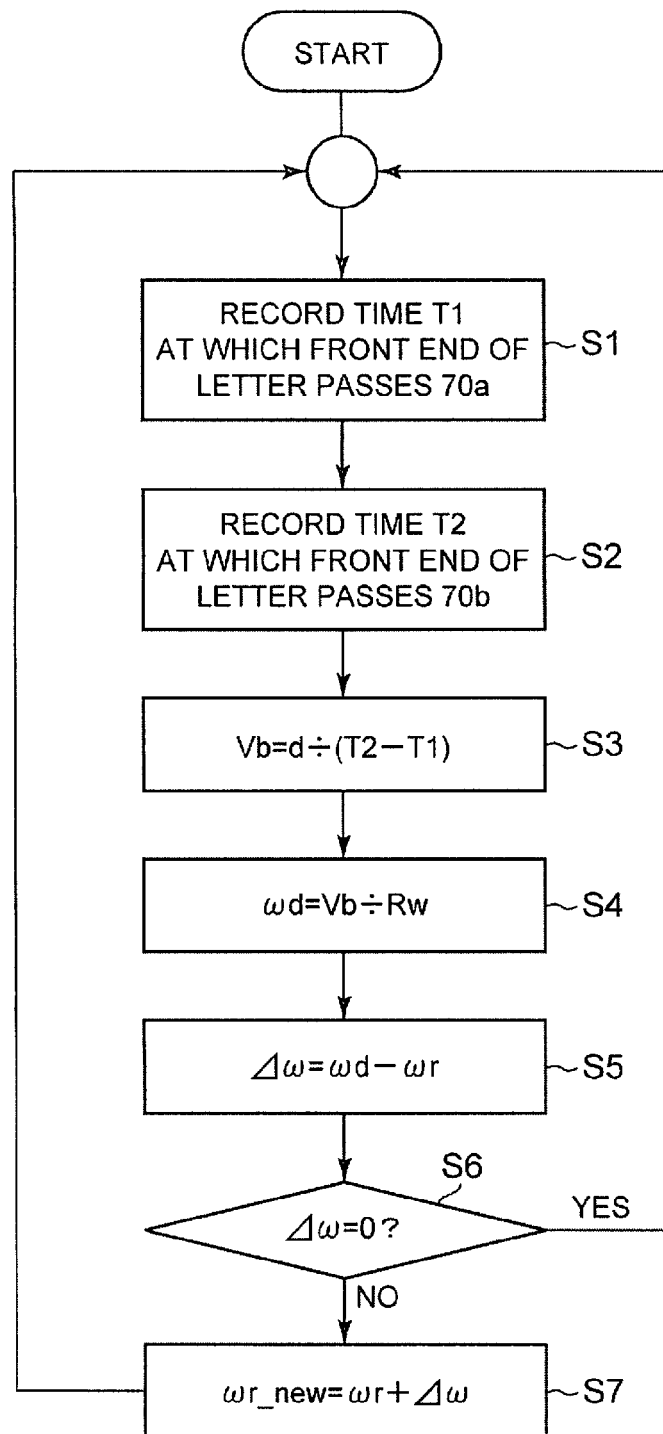 START
RECORD TIME T1
AT WHICH FRONT END OF
LETTER PASSES 70a
S1
RECORD TIME T2
AT WHICH FRONT END OF
LETTER PASSES 70b
S2
Vb=d÷(T2−T1)
S3
ωd=Vb÷Rw
S4
⊿ω=ωd−ωr
S5
S6
⊿ω=0?
YES
NO
ωr_new=ωr+⊿ω
S7